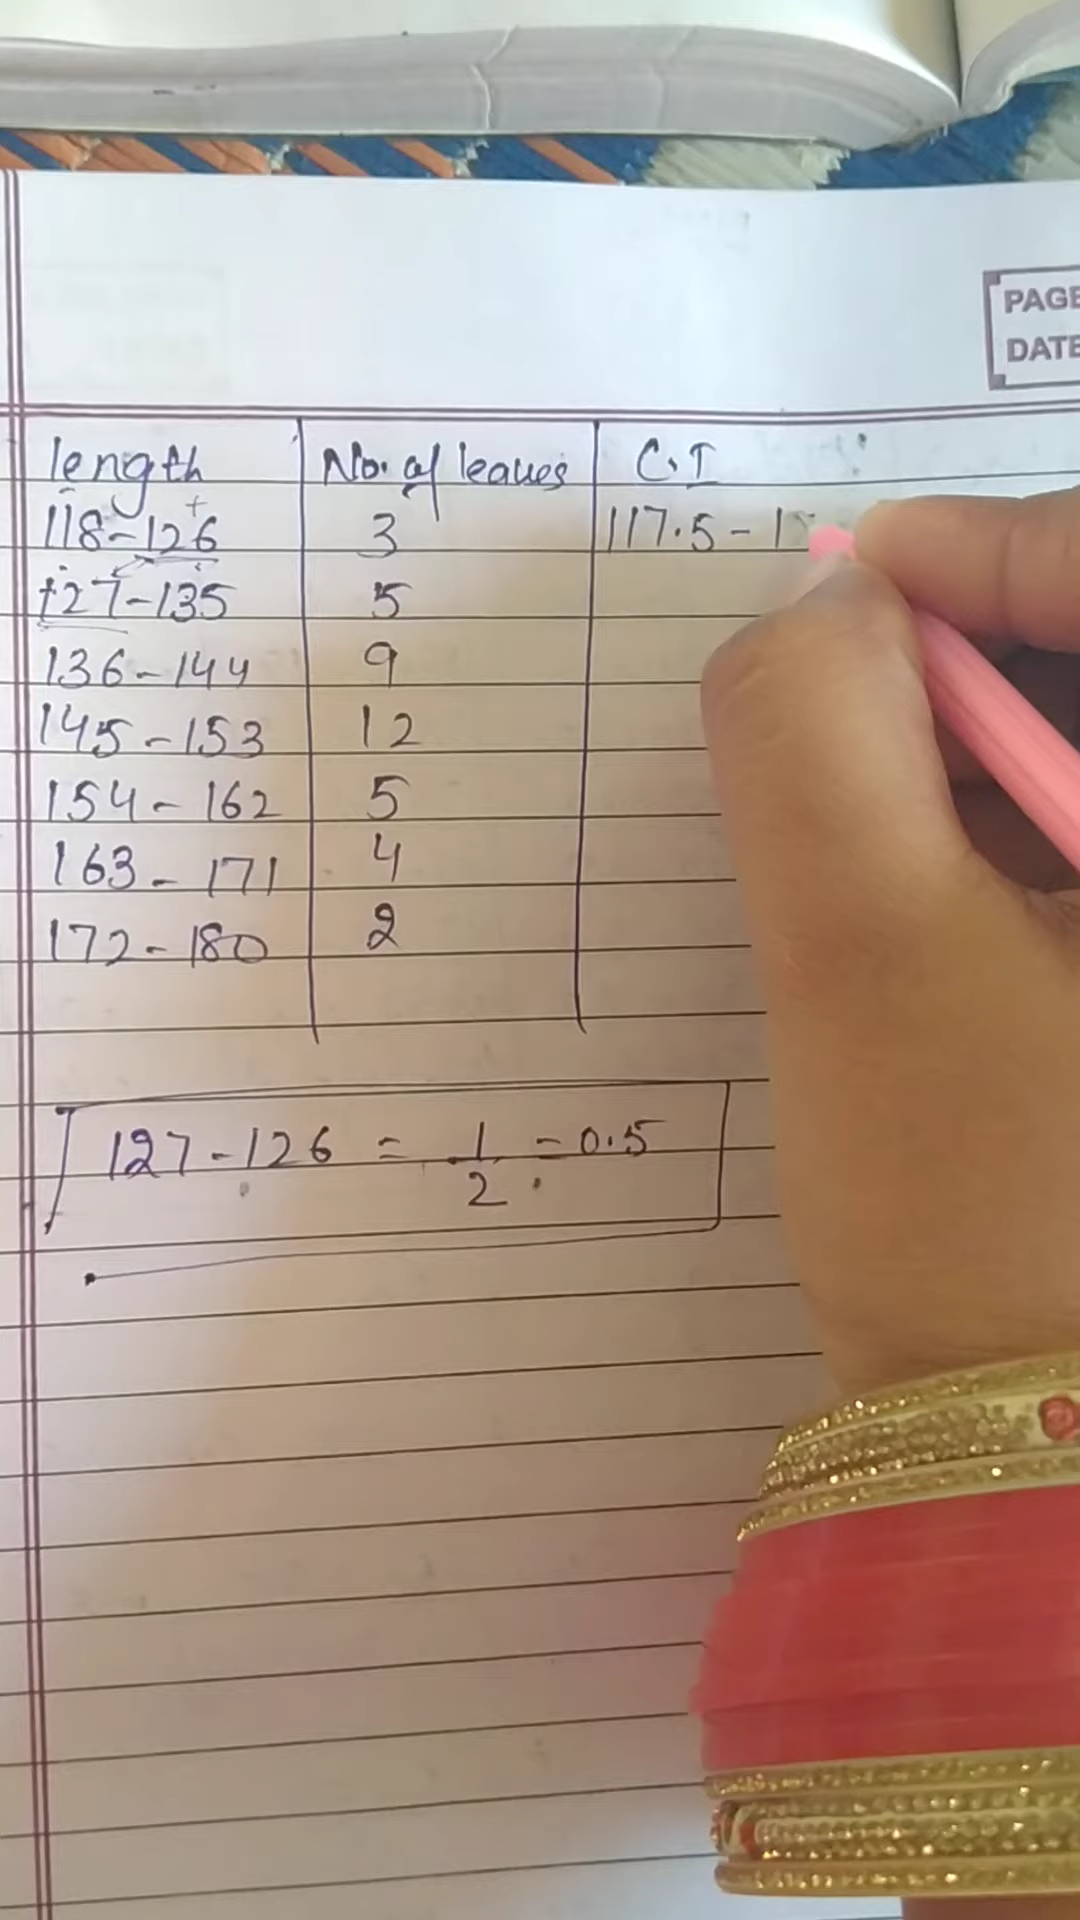 PAGE
DATE
length No. of leaves C.I
118-126 3 117.5-1
127-135 5
136-144 9
145-153 12
154-162 5
163-171 4
172-180 2
127-126 = 1/2 = 0.5